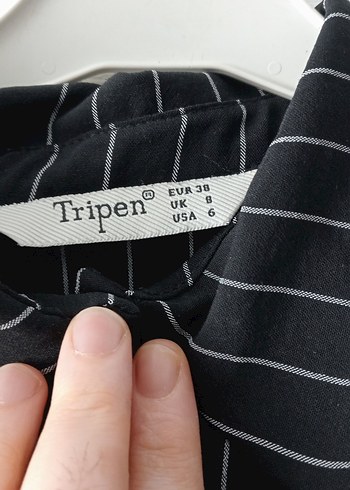 Tripen®
EUR 38
UK 8
USA 6